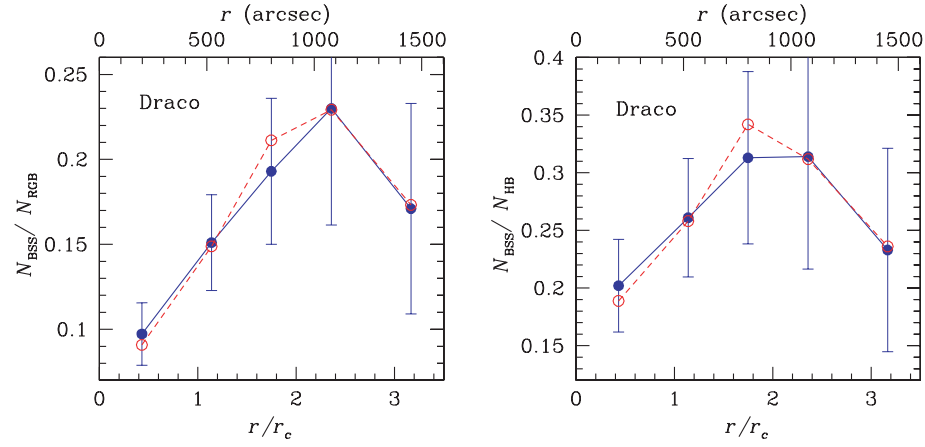 r (arcsec)
0 500 1000 1500
0.25
0.2
0.15
0.1
N_BSS / N_RGB
Draco
0 1 2 3
r/r_c
r (arcsec)
0 500 1000 1500
0.4
0.35
0.3
0.25
0.2
0.15
N_BSS / N_HB
Draco
0 1 2 3
r/r_c